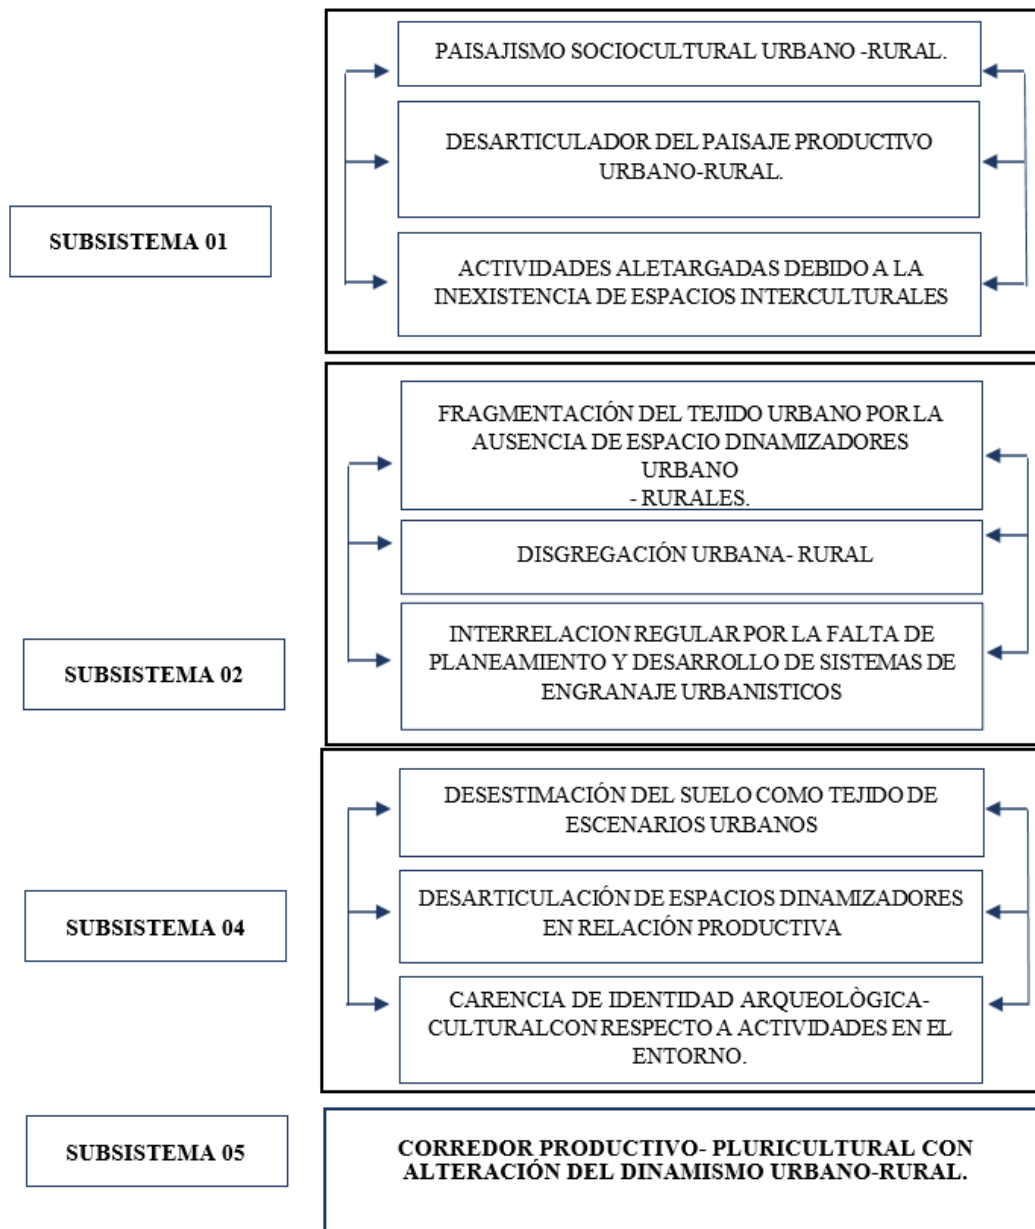 PAISAJISMO SOCIOCULTURAL URBANO -RURAL.
DESARTICULADOR DEL PAISAJE PRODUCTIVO
URBANO-RURAL.
SUBSISTEMA 01
ACTIVIDADES ALETARGADAS DEBIDO A LA
INEXISTENCIA DE ESPACIOS INTERCULTURALES
FRAGMENTACIÓN DEL TEJIDO URBANO POR LA
AUSENCIA DE ESPACIO DINAMIZADORES
URBANO
- RURALES.
DISGREGACIÓN URBANA- RURAL
SUBSISTEMA 02
INTERRELACION REGULAR POR LA FALTA DE
PLANEAMIENTO Y DESARROLLO DE SISTEMAS DE
ENGRANAJE URBANISTICOS
DESESTIMACIÓN DEL SUELO COMO TEJIDO DE
ESCENARIOS URBANOS
SUBSISTEMA 04
DESARTICULACIÓN DE ESPACIOS DINAMIZADORES
EN RELACIÓN PRODUCTIVA
CARENCIA DE IDENTIDAD ARQUEOLÒGICA-
CULTURALCON RESPECTO A ACTIVIDADES EN EL
ENTORNO.
SUBSISTEMA 05
CORREDOR PRODUCTIVO- PLURICULTURAL CON
ALTERACIÓN DEL DINAMISMO URBANO-RURAL.